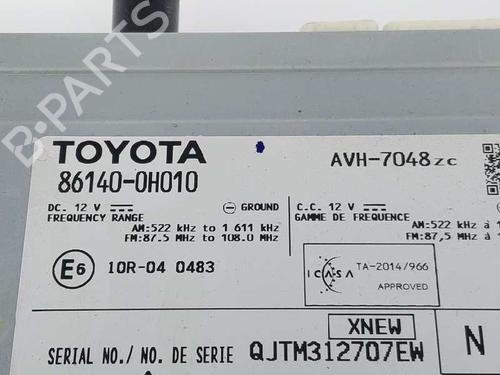 B-PARTS
TOYOTA
86140-0H010
AVH-7048zc
DC. 12 V GROUND
FREQUENCY RANGE
AM:522 kHz to 1 611 kHz
FM:87.5 MHz to 108.0 MHz
C.C. 12 V
GAMME DE FREQUENCE
AM:522 kHz à
FM:87,5 MHz à 1
E6 10R-04 0483
ICASA TA-2014/966
APPROVED
XNEW
N
SERIAL NO./ NO. DE SERIE QJTM312707EW